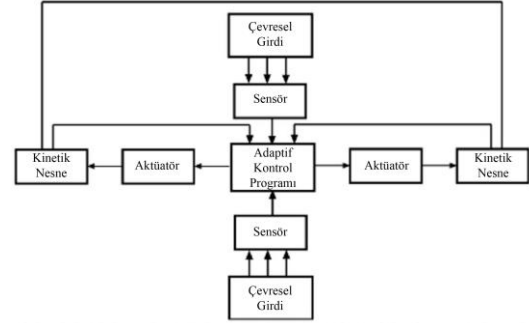 Çevresel
Girdi
Sensör
Kinetik
Nesne
Aktüatör
Adaptif
Kontrol
Programı
Aktüatör
Kinetik
Nesne
Sensör
Çevresel
Girdi